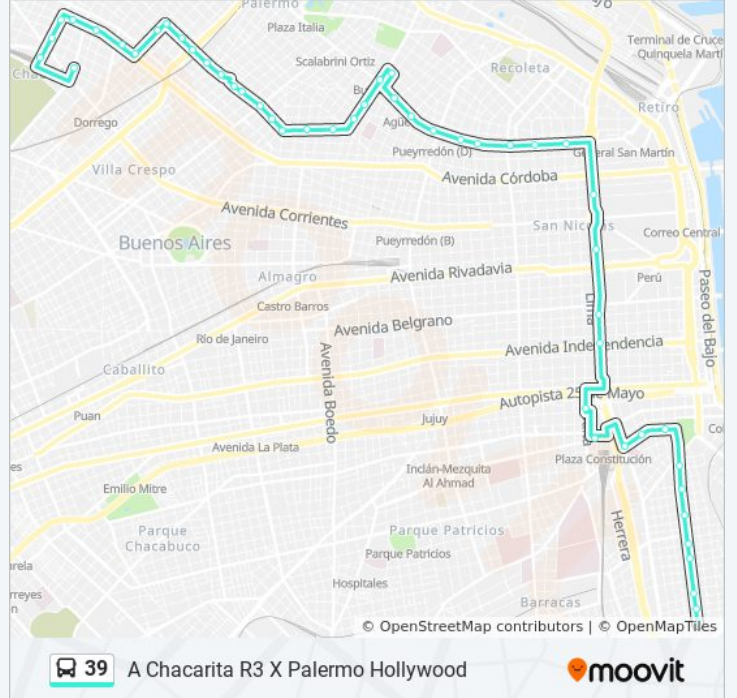 Palermo
Plaza Italia
Terminal de Cruce
Quinquela Martí
Scalabrini Ortiz
Recoleta
Retiro
Dorrego
Pueyrredón (D)
General San Martín
Villa Crespo
Avenida Córdoba
Avenida Corrientes
San Nicolás
Correo Central
Buenos Aires
Pueyrredón (B)
Almagro
Avenida Rivadavia
Perú
Paseo del Bajo
Castro Barros
Lima
Avenida Belgrano
Río de Janeiro
Avenida Independencia
Avenida Boedo
Caballito
Autopista 25 de Mayo
Puan
Jujuy
Avenida La Plata
Plaza Constitución
Inclán-Mezquita
Al Ahmad
Emilio Mitre
Herrera
Parque
Chacabuco
Parque Patricios
Parque Patricios
Hospitales
Barracas
© OpenStreetMap contributors | © OpenMapTiles
39 A Chacarita R3 X Palermo Hollywood
moovit